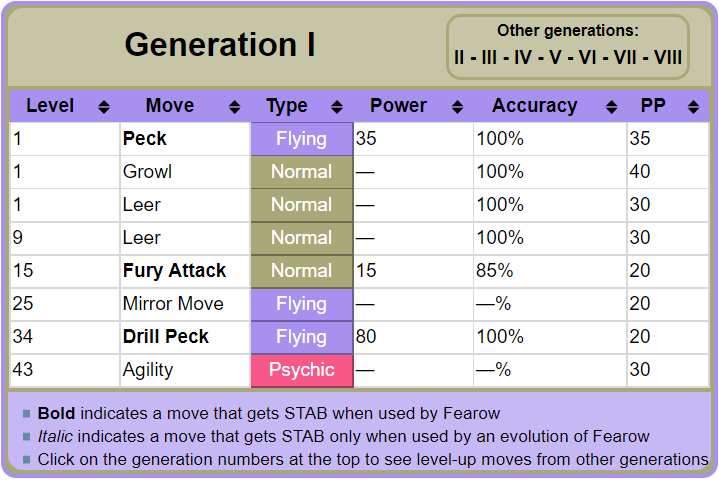 Generation I
Other generations:
II - III - IV - V - VI - VII - VIII
Level Move Type Power Accuracy PP
1 Peck Flying 35 100% 35
1 Growl Normal — 100% 40
1 Leer Normal — 100% 30
9 Leer Normal — 100% 30
15 Fury Attack Normal 15 85% 20
25 Mirror Move Flying — —% 20
34 Drill Peck Flying 80 100% 20
43 Agility Psychic — —% 30
Bold indicates a move that gets STAB when used by Fearow
Italic indicates a move that gets STAB only when used by an evolution of Fearow
Click on the generation numbers at the top to see level-up moves from other generations